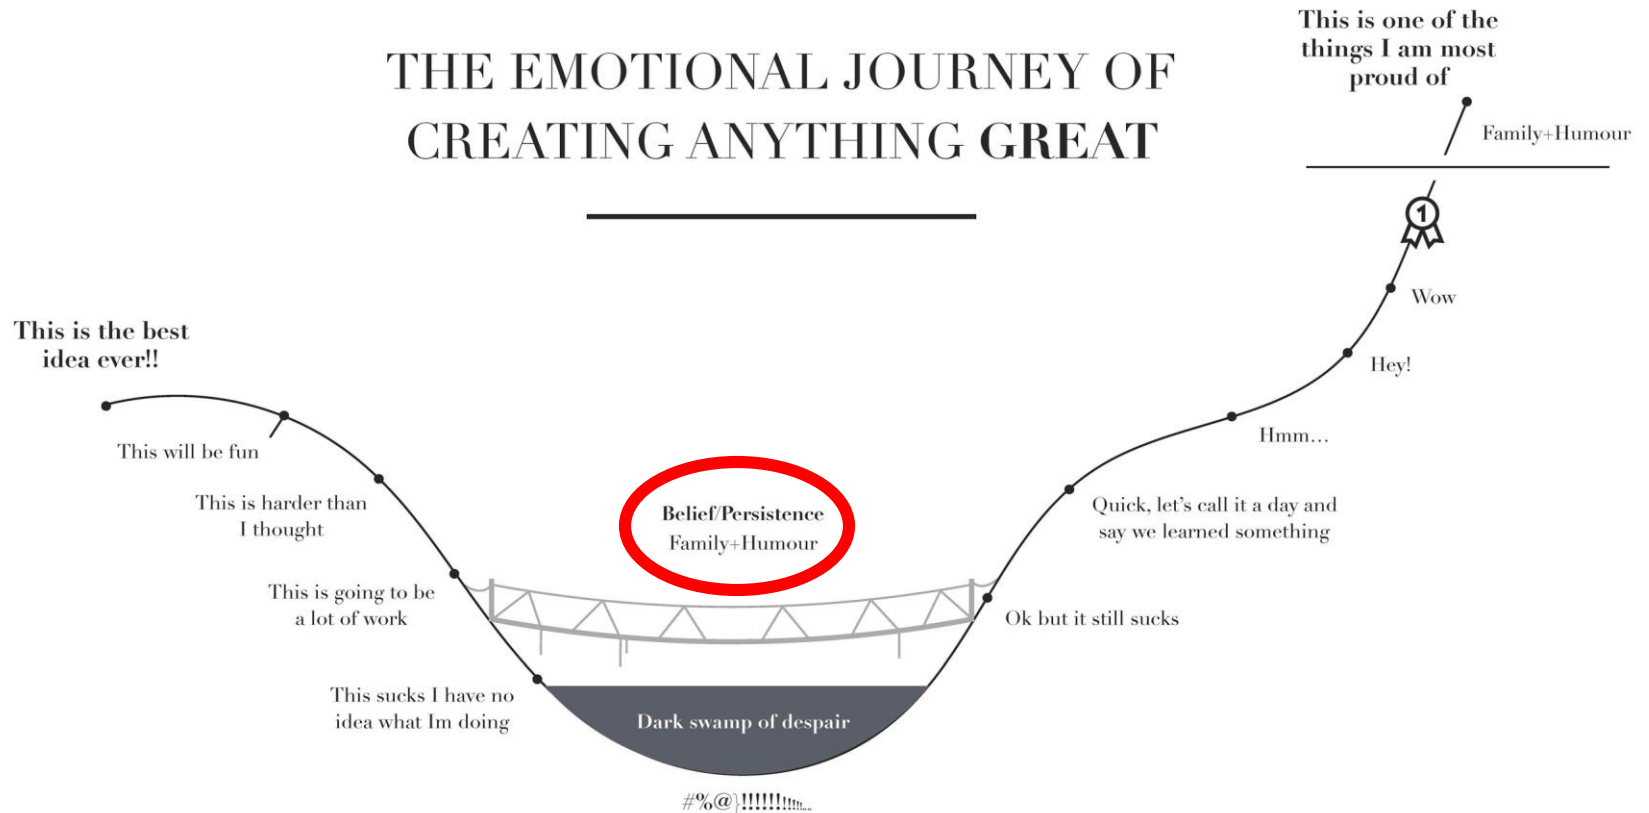 THE EMOTIONAL JOURNEY OF
CREATING ANYTHING GREAT
This is the best
idea ever!!
This will be fun
This is harder than
I thought
This is going to be
a lot of work
This sucks I have no
idea what Im doing
Belief/Persistence
Family+Humour
Dark swamp of despair
#%@}!!!!!!!!!!!...
Ok but it still sucks
Quick, let's call it a day and
say we learned something
Hmm...
Hey!
Wow
1
This is one of the
things I am most
proud of
Family+Humour